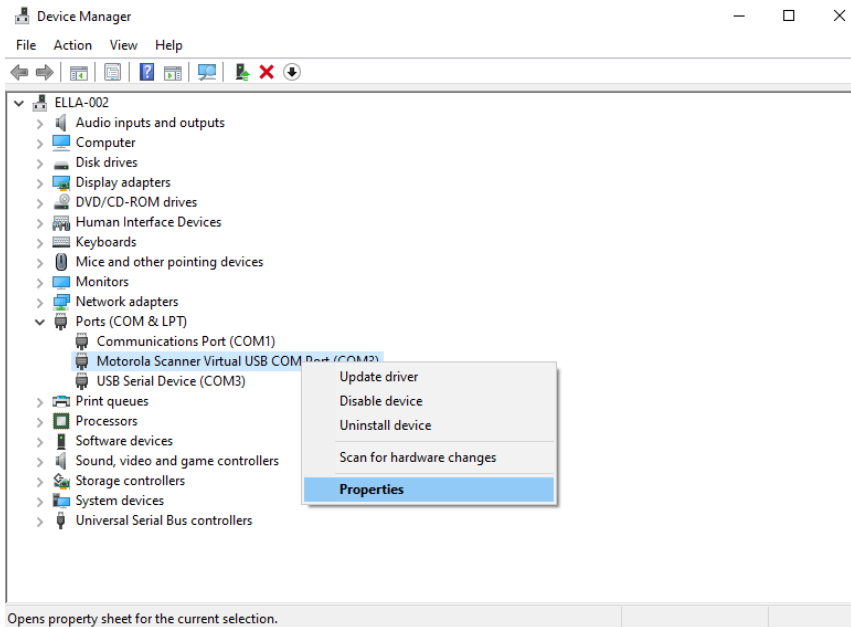 Device Manager
File Action View Help
ELLA-002
Audio inputs and outputs
Computer
Disk drives
Display adapters
DVD/CD-ROM drives
Human Interface Devices
Keyboards
Mice and other pointing devices
Monitors
Network adapters
Ports (COM & LPT)
Communications Port (COM1)
Motorola Scanner Virtual USB COM Port (COM3)
USB Serial Device (COM3)
Print queues
Processors
Software devices
Sound, video and game controllers
Storage controllers
System devices
Universal Serial Bus controllers
Update driver
Disable device
Uninstall device
Scan for hardware changes
Properties
Opens property sheet for the current selection.